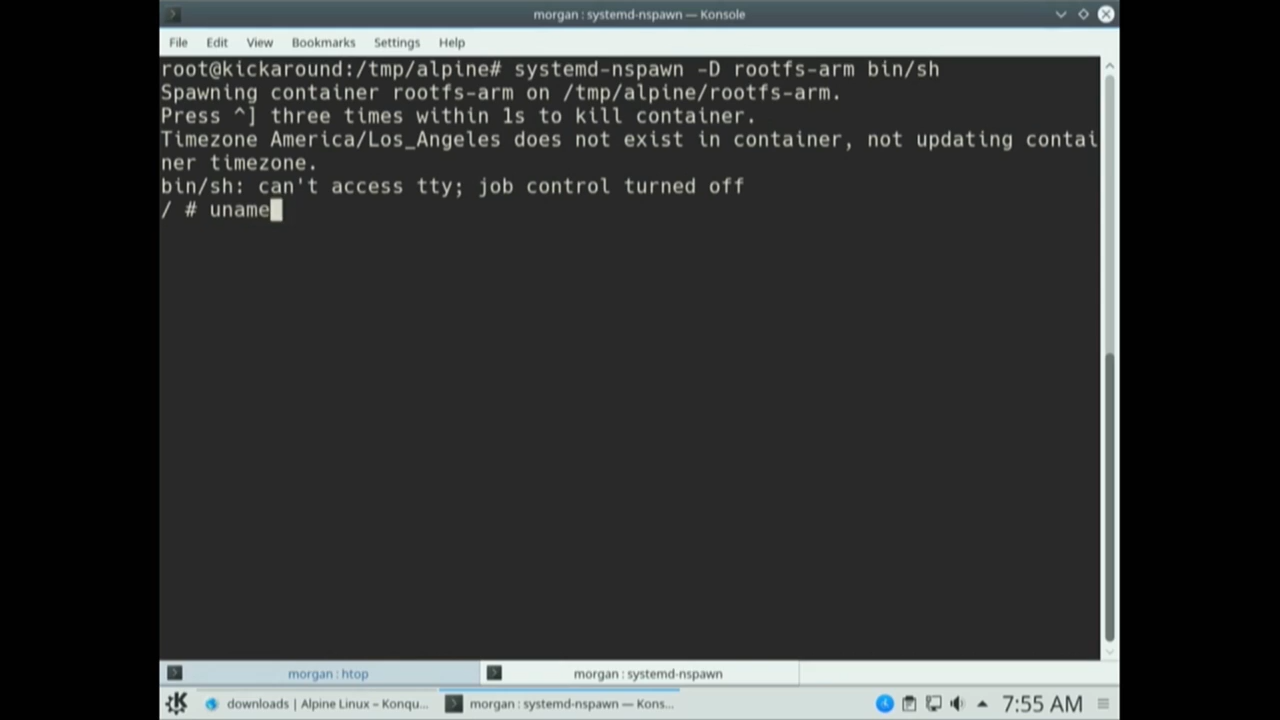 morgan : systemd-nspawn — Konsole
File Edit View Bookmarks Settings Help
root@kickaround:/tmp/alpine# systemd-nspawn -D rootfs-arm bin/sh
Spawning container rootfs-arm on /tmp/alpine/rootfs-arm.
Press ^] three times within 1s to kill container.
Timezone America/Los_Angeles does not exist in container, not updating contai
ner timezone.
bin/sh: can't access tty; job control turned off
/ # uname
morgan : htop morgan : systemd-nspawn
downloads | Alpine Linux – Konqu... morgan : systemd-nspawn — Kons... 7:55 AM